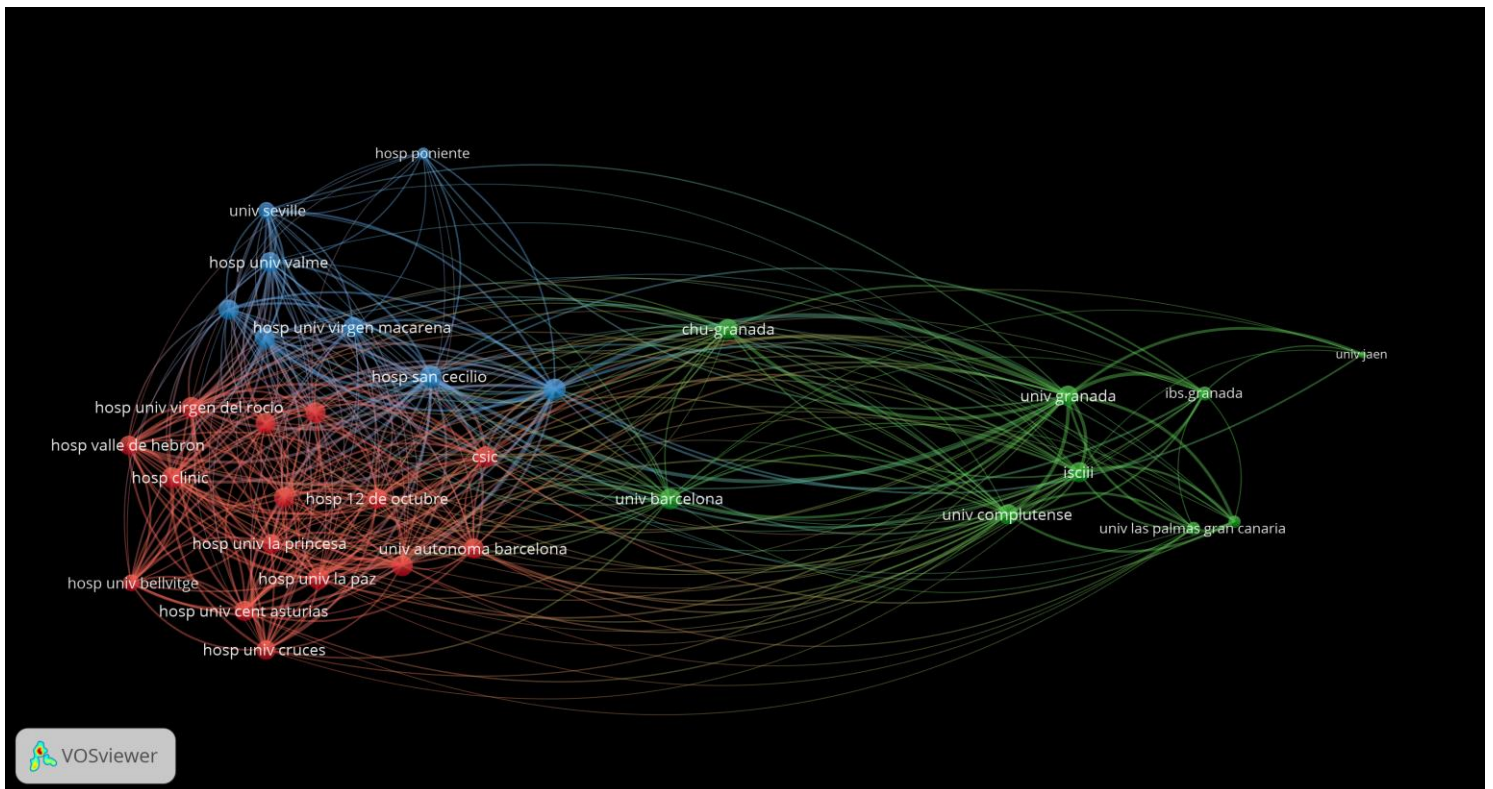 hosp poniente
univ seville
hosp univ valme
hosp univ virgen macarena
chu-granada
univ jaen
hosp san cecilio
univ granada
ibs.granada
hosp univ virgen del rocio
hosp valle de hebron
csic
hosp clinic
isciii
hosp 12 de octubre
univ barcelona
univ complutense
univ las palmas gran canaria
hosp univ la princesa
univ autonoma barcelona
hosp univ bellvitge
hosp univ la paz
hosp univ cent asturias
hosp univ cruces
VOSviewer